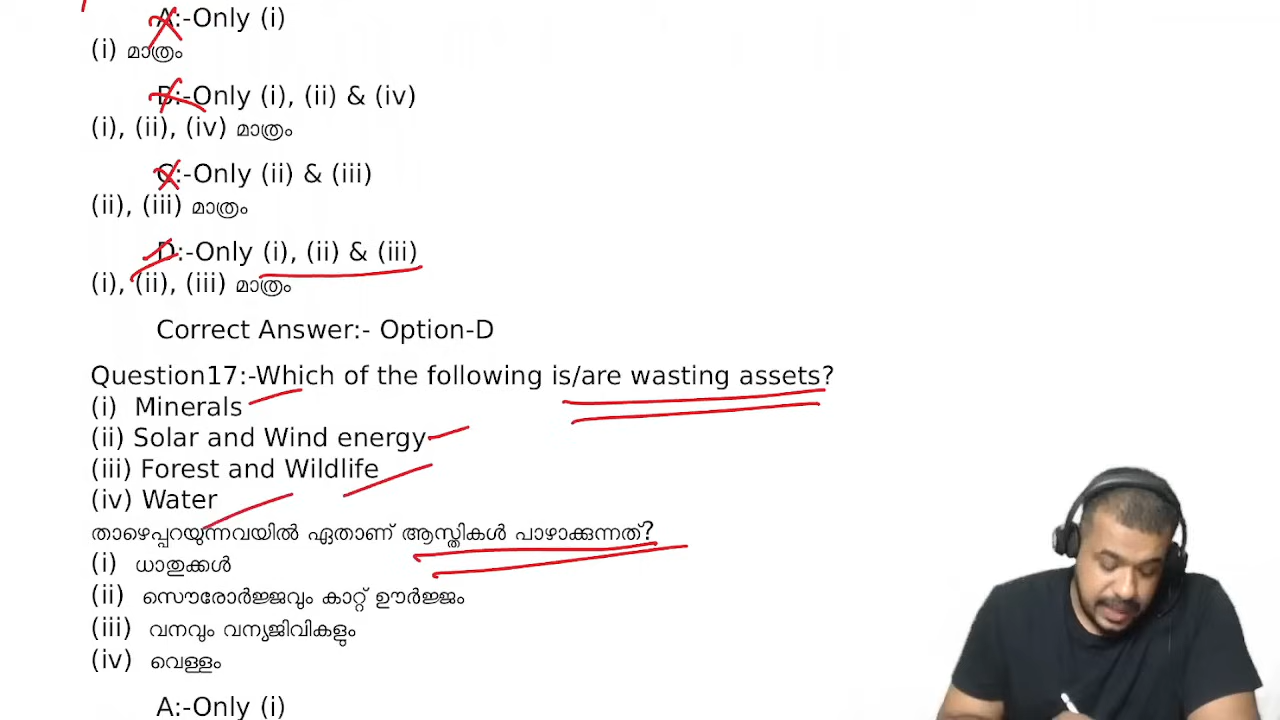 A:-Only (i)
(i) മാത്രം
B:-Only (i), (ii) & (iv)
(i), (ii), (iv) മാത്രം
C:-Only (ii) & (iii)
(ii), (iii) മാത്രം
D:-Only (i), (ii) & (iii)
(i), (ii), (iii) മാത്രം
Correct Answer:- Option-D
Question17:-Which of the following is/are wasting assets?
(i) Minerals
(ii) Solar and Wind energy
(iii) Forest and Wildlife
(iv) Water
താഴെപ്പറയുന്നവയിൽ ഏതാണ് ആസ്തികൾ പാഴാക്കുന്നത്?
(i) ധാതുക്കൾ
(ii) സൌരോർജ്ജവും കാറ്റ് ഊർജ്ജം
(iii) വനവും വന്യജിവികളും
(iv) വെള്ളം
A:-Only (i)